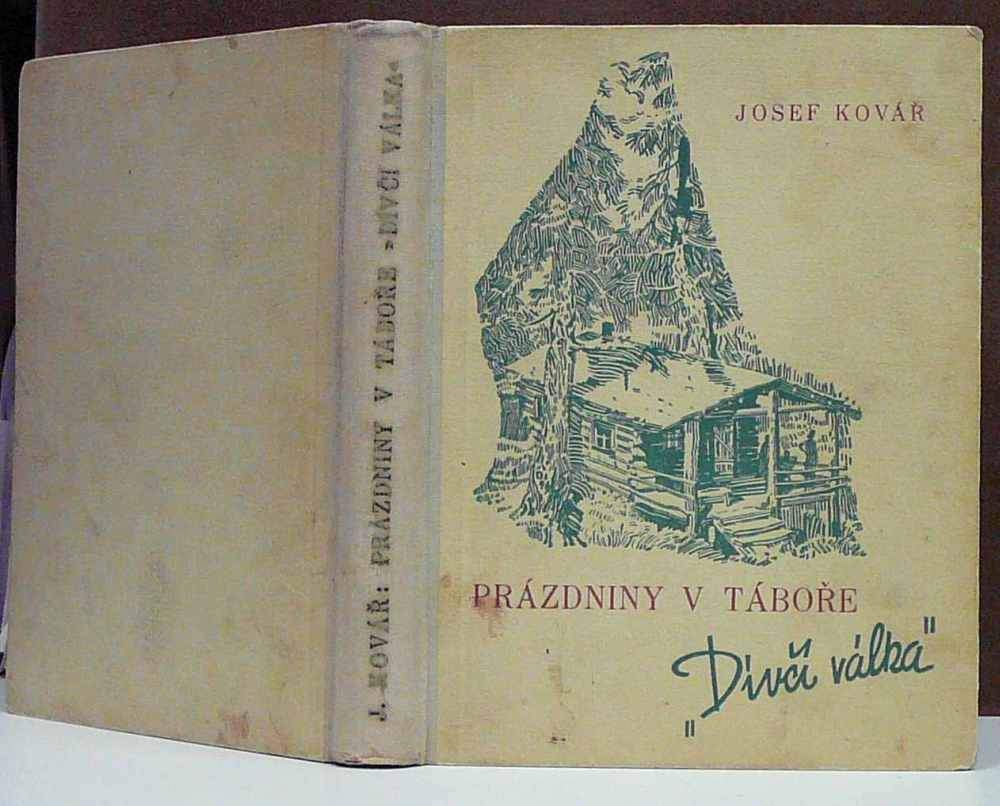 J. KOVÁŘ: PRÁZDNINY V TÁBOŘE »DÍVČÍ VÁLKA«
JOSEF KOVÁŘ
PRÁZDNINY V TÁBOŘE
„Dívčí válka"